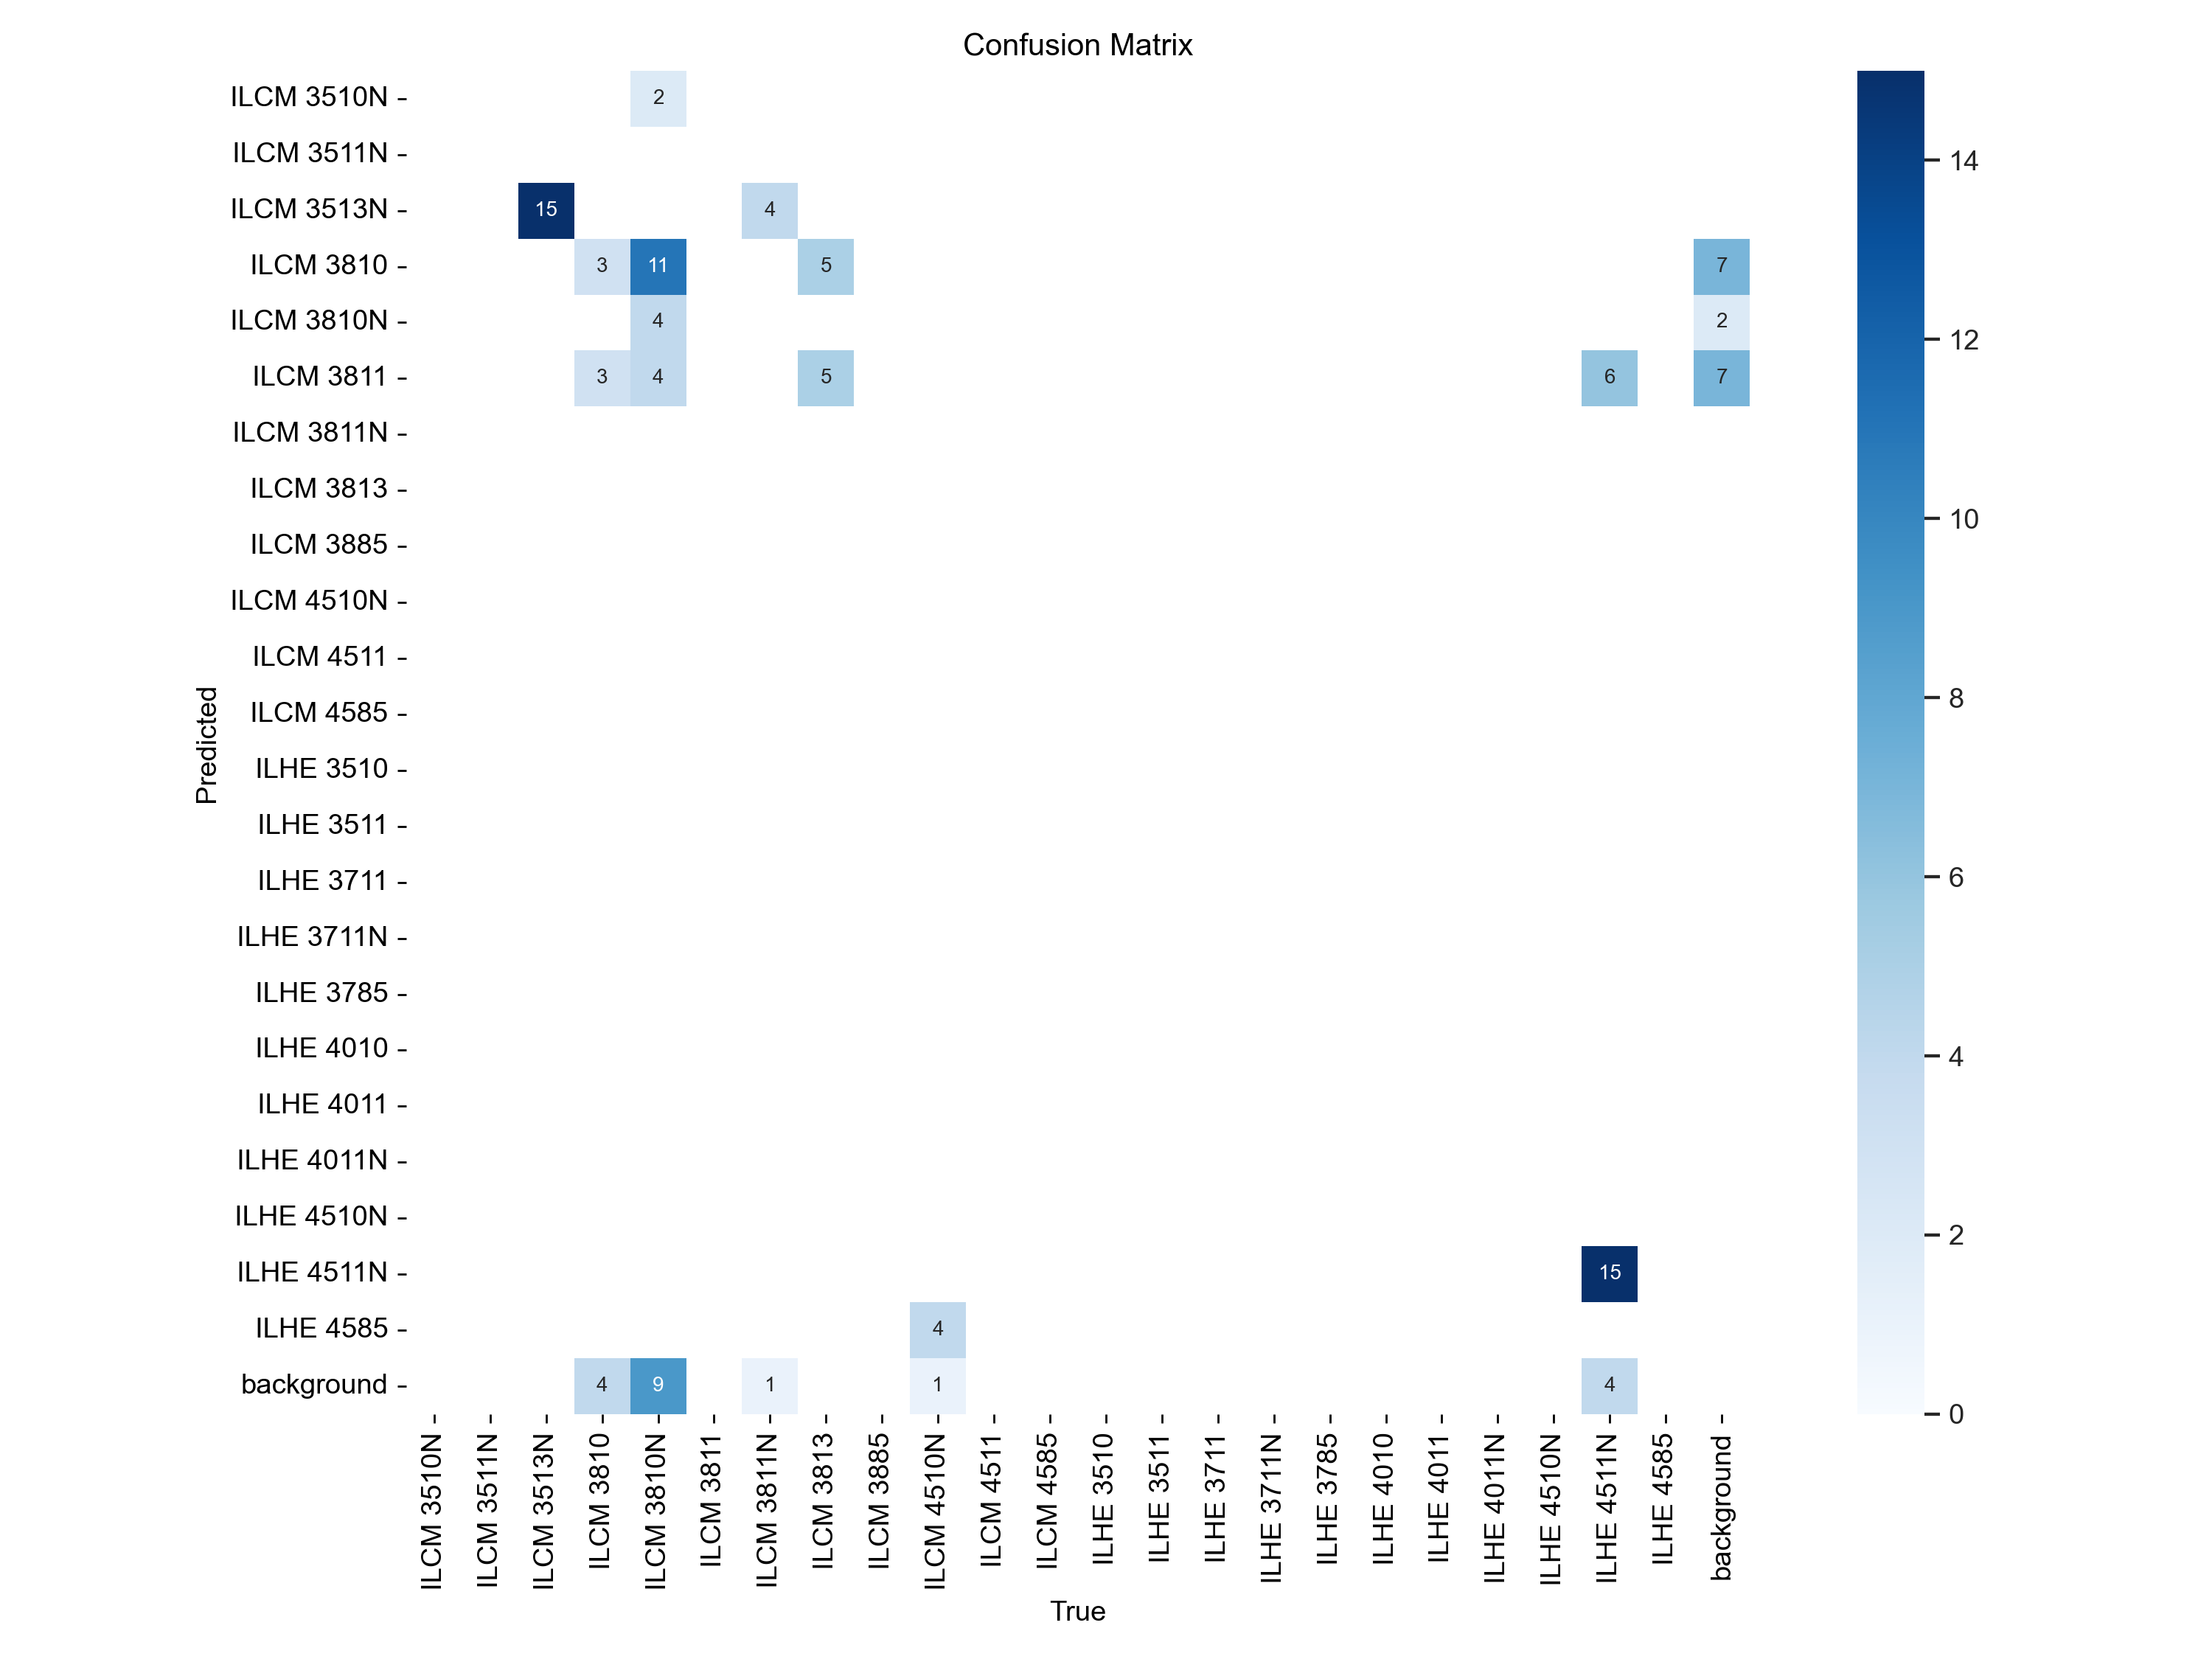 Confusion Matrix
ILCM 3510N
2
ILCM 3511N
14
ILCM 3513N
15
4
ILCM 3810
3
11
5
7
ILCM 3810N
4
2
12
ILCM 3811
3
4
5
6
7
ILCM 3811N
ILCM 3813
10
ILCM 3885
ILCM 4510N
ILCM 4511
8
ILCM 4585
Predicted
ILHE 3510
ILHE 3511
6
ILHE 3711
ILHE 3711N
ILHE 3785
ILHE 4010
4
ILHE 4011
ILHE 4011N
ILHE 4510N
2
ILHE 4511N
15
ILHE 4585
4
background
4
9
1
1
4
0
ILCM 3510N
ILCM 3511N
ILCM 3513N
ILCM 3810
ILCM 3810N
ILCM 3811
ILCM 3811N
ILCM 3813
ILCM 3885
ILCM 4510N
ILCM 4511
ILCM 4585
ILHE 3510
ILHE 3511
ILHE 3711
ILHE 3711N
ILHE 3785
ILHE 4010
ILHE 4011
ILHE 4011N
ILHE 4510N
ILHE 4511N
ILHE 4585
background
True